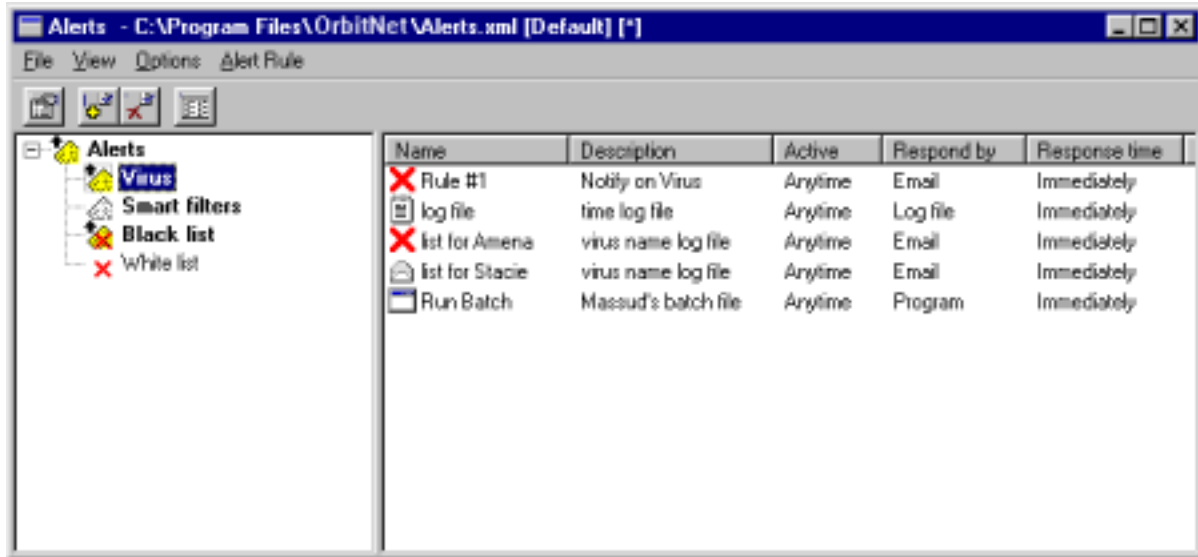 Alerts - C:\Program Files\OrbitNet\Alerts.xml [Default] [*]
File View Options Alert Rule
Alerts
Virus
Smart filters
Black list
White list
Name Description Active Respond by Response time
Rule #1 Notify on Virus Anytime Email Immediately
log file time log file Anytime Log file Immediately
list for Amena virus name log file Anytime Email Immediately
list for Stacie virus name log file Anytime Email Immediately
Run Batch Massud's batch file Anytime Program Immediately